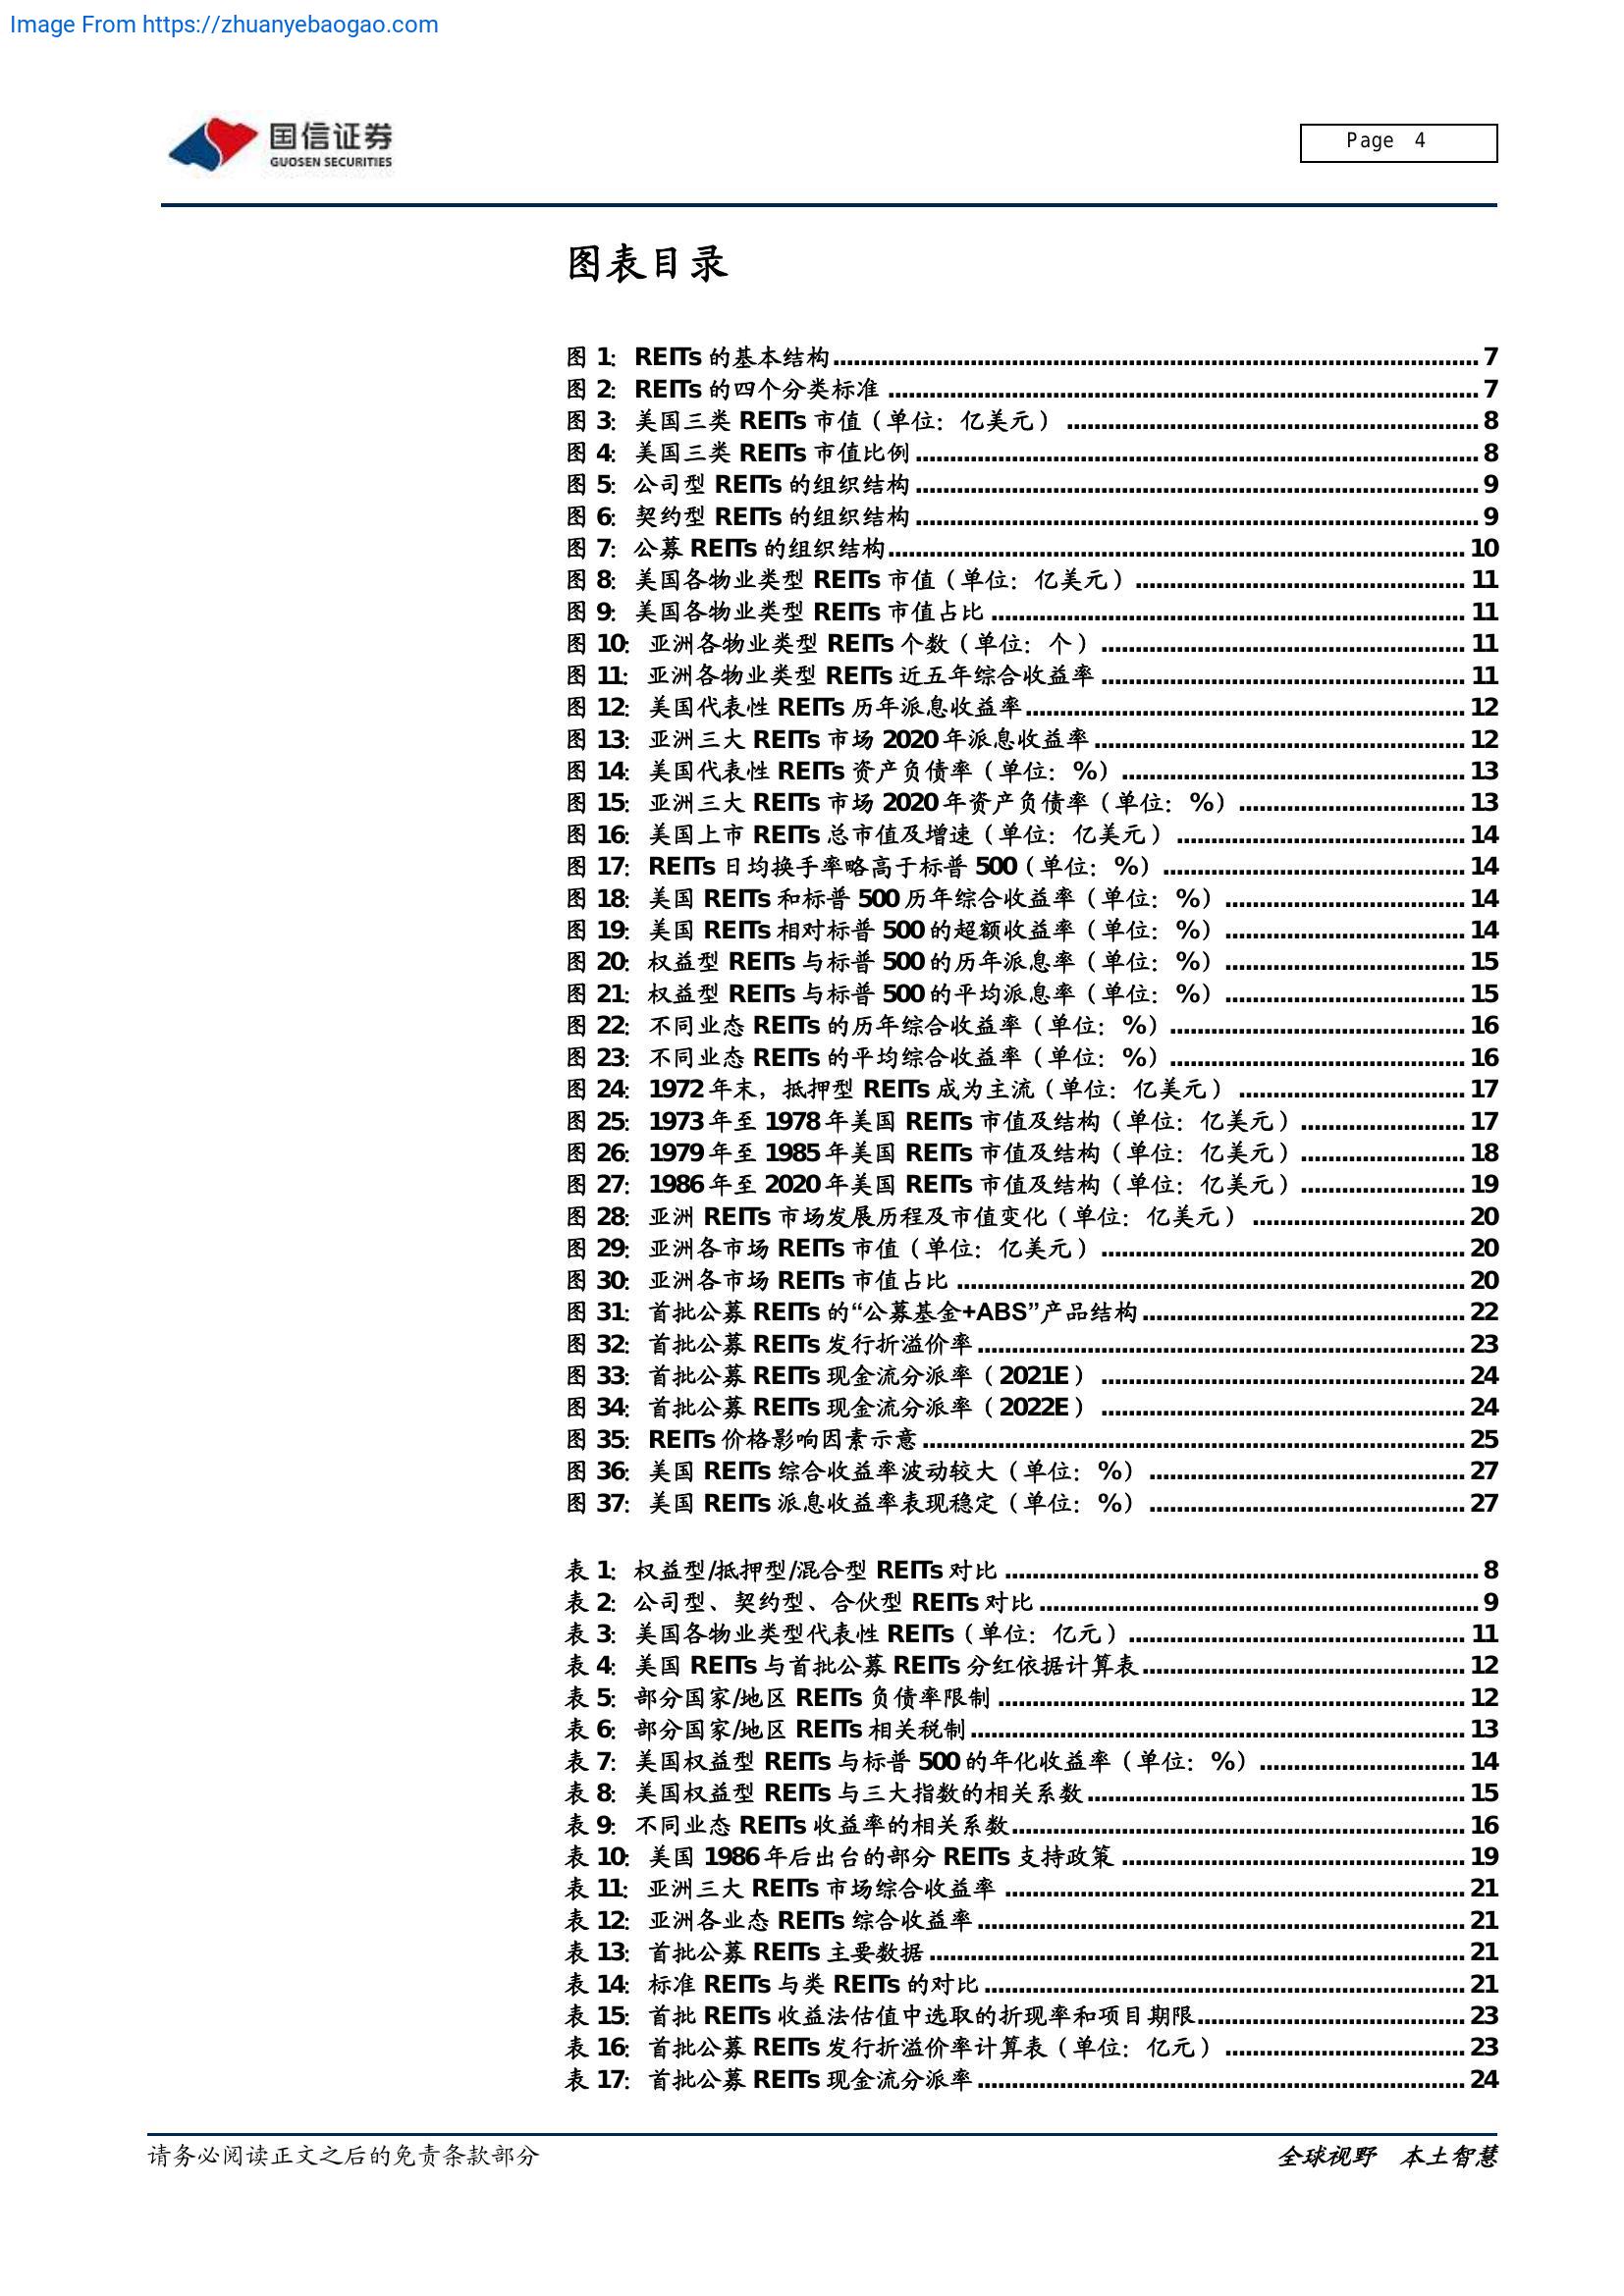 Image From https://zhuanyebaogao.com
国信证券
GUOSEN SECURITIES
Page 4
图表目录
图 1: REITs 的基本结构........................................ 7
图 2: REITs 的四个分类标准 ........................................ 7
图 3: 美国三类 REITs 市值（单位：亿美元） ........................................ 8
图 4: 美国三类 REITs 市值比例 ........................................ 8
图 5: 公司型 REITs 的组织结构 ........................................ 9
图 6: 契约型 REITs 的组织结构 ........................................ 9
图 7: 公募 REITs 的组织结构........................................ 10
图 8: 美国各物业类型 REITs 市值（单位：亿美元） ........................................ 11
图 9: 美国各物业类型 REITs 市值占比 ........................................ 11
图 10: 亚洲各物业类型 REITs 个数（单位：个） ........................................ 11
图 11: 亚洲各物业类型 REITs 近五年综合收益率 ........................................ 11
图 12: 美国代表性 REITs 历年派息收益率........................................ 12
图 13: 亚洲三大 REITs 市场 2020 年派息收益率 ........................................ 12
图 14: 美国代表性 REITs 资产负债率（单位：%） ........................................ 13
图 15: 亚洲三大 REITs 市场 2020 年资产负债率（单位：%） ........................................ 13
图 16: 美国上市 REITs 总市值及增速（单位：亿美元） ........................................ 14
图 17: REITs 日均换手率略高于标普 500（单位：%） ........................................ 14
图 18: 美国 REITs 和标普 500 历年综合收益率（单位：%） ........................................ 14
图 19: 美国 REITs 相对标普 500 的超额收益率（单位：%） ........................................ 14
图 20: 权益型 REITs 与标普 500 的历年派息率（单位：%） ........................................ 15
图 21: 权益型 REITs 与标普 500 的平均派息率（单位：%） ........................................ 15
图 22: 不同业态 REITs 的历年综合收益率（单位：%） ........................................ 16
图 23: 不同业态 REITs 的平均综合收益率（单位：%） ........................................ 16
图 24: 1972 年末，抵押型 REITs 成为主流（单位：亿美元） ........................................ 17
图 25: 1973 年至 1978 年美国 REITs 市值及结构（单位：亿美元） ........................................ 17
图 26: 1979 年至 1985 年美国 REITs 市值及结构（单位：亿美元） ........................................ 18
图 27: 1986 年至 2020 年美国 REITs 市值及结构（单位：亿美元） ........................................ 19
图 28: 亚洲 REITs 市场发展历程及市值变化（单位：亿美元） ........................................ 20
图 29: 亚洲各市场 REITs 市值（单位：亿美元） ........................................ 20
图 30: 亚洲各市场 REITs 市值占比 ........................................ 20
图 31: 首批公募 REITs 的“公募基金+ABS”产品结构 ........................................ 22
图 32: 首批公募 REITs 发行折溢价率 ........................................ 23
图 33: 首批公募 REITs 现金流分派率（2021E） ........................................ 24
图 34: 首批公募 REITs 现金流分派率（2022E） ........................................ 24
图 35: REITs 价格影响因素示意 ........................................ 25
图 36: 美国 REITs 综合收益率波动较大（单位：%） ........................................ 27
图 37: 美国 REITs 派息收益率表现稳定（单位：%） ........................................ 27
表 1: 权益型/抵押型/混合型 REITs 对比 ........................................ 8
表 2: 公司型、契约型、合伙型 REITs 对比 ........................................ 9
表 3: 美国各物业类型代表性 REITs（单位：亿元） ........................................ 11
表 4: 美国 REITs 与首批公募 REITs 分红依据计算表 ........................................ 12
表 5: 部分国家/地区 REITs 负债率限制 ........................................ 12
表 6: 部分国家/地区 REITs 相关税制 ........................................ 13
表 7: 美国权益型 REITs 与标普 500 的年化收益率（单位：%） ........................................ 14
表 8: 美国权益型 REITs 与三大指数的相关系数 ........................................ 15
表 9: 不同业态 REITs 收益率的相关系数........................................ 16
表 10: 美国 1986 年后出台的部分 REITs 支持政策 ........................................ 19
表 11: 亚洲三大 REITs 市场综合收益率 ........................................ 21
表 12: 亚洲各业态 REITs 综合收益率 ........................................ 21
表 13: 首批公募 REITs 主要数据 ........................................ 21
表 14: 标准 REITs 与类 REITs 的对比 ........................................ 21
表 15: 首批 REITs 收益法估值中选取的折现率和项目期限........................................ 23
表 16: 首批公募 REITs 发行折溢价率计算表（单位：亿元） ........................................ 23
表 17: 首批公募 REITs 现金流分派率 ........................................ 24
请务必阅读正文之后的免责条款部分
全球视野 本土智慧